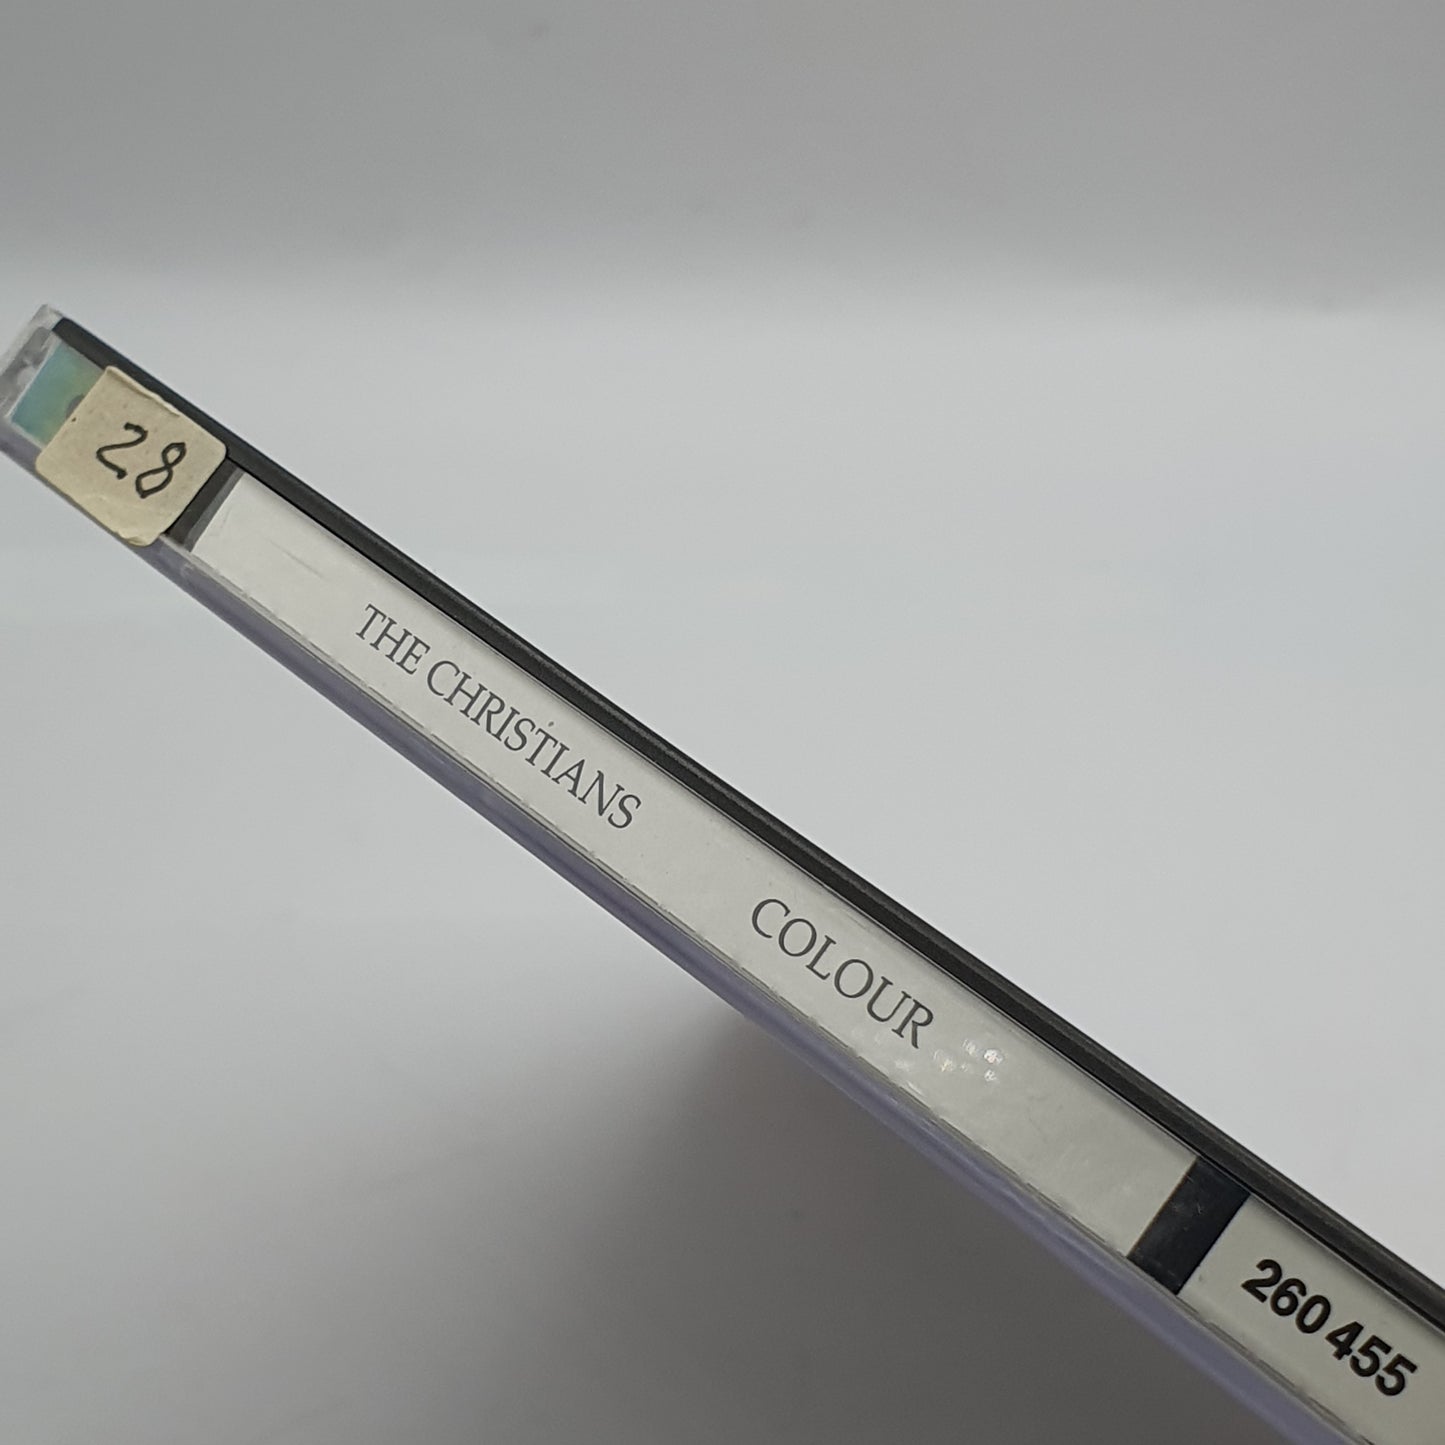 28
THE CHRISTIANS
COLOUR
260 455